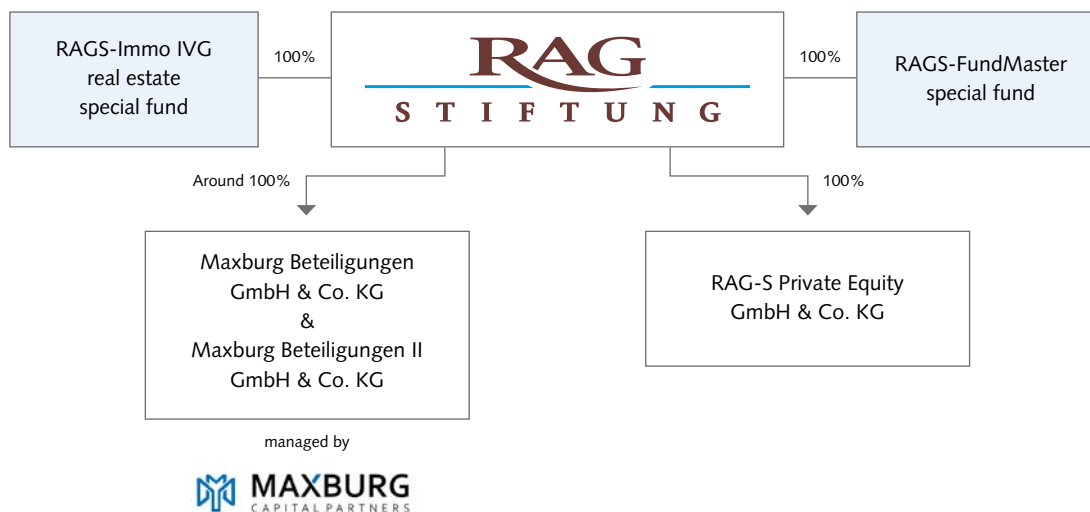 RAGS-Immo IVG
real estate
special fund
100%
RAG
STIFTUNG
100%
RAGS-FundMaster
special fund
Around 100%
100%
Maxburg Beteiligungen
GmbH & Co. KG
&
Maxburg Beteiligungen II
GmbH & Co. KG
RAG-S Private Equity
GmbH & Co. KG
managed by
MAXBURG
CAPITAL PARTNERS